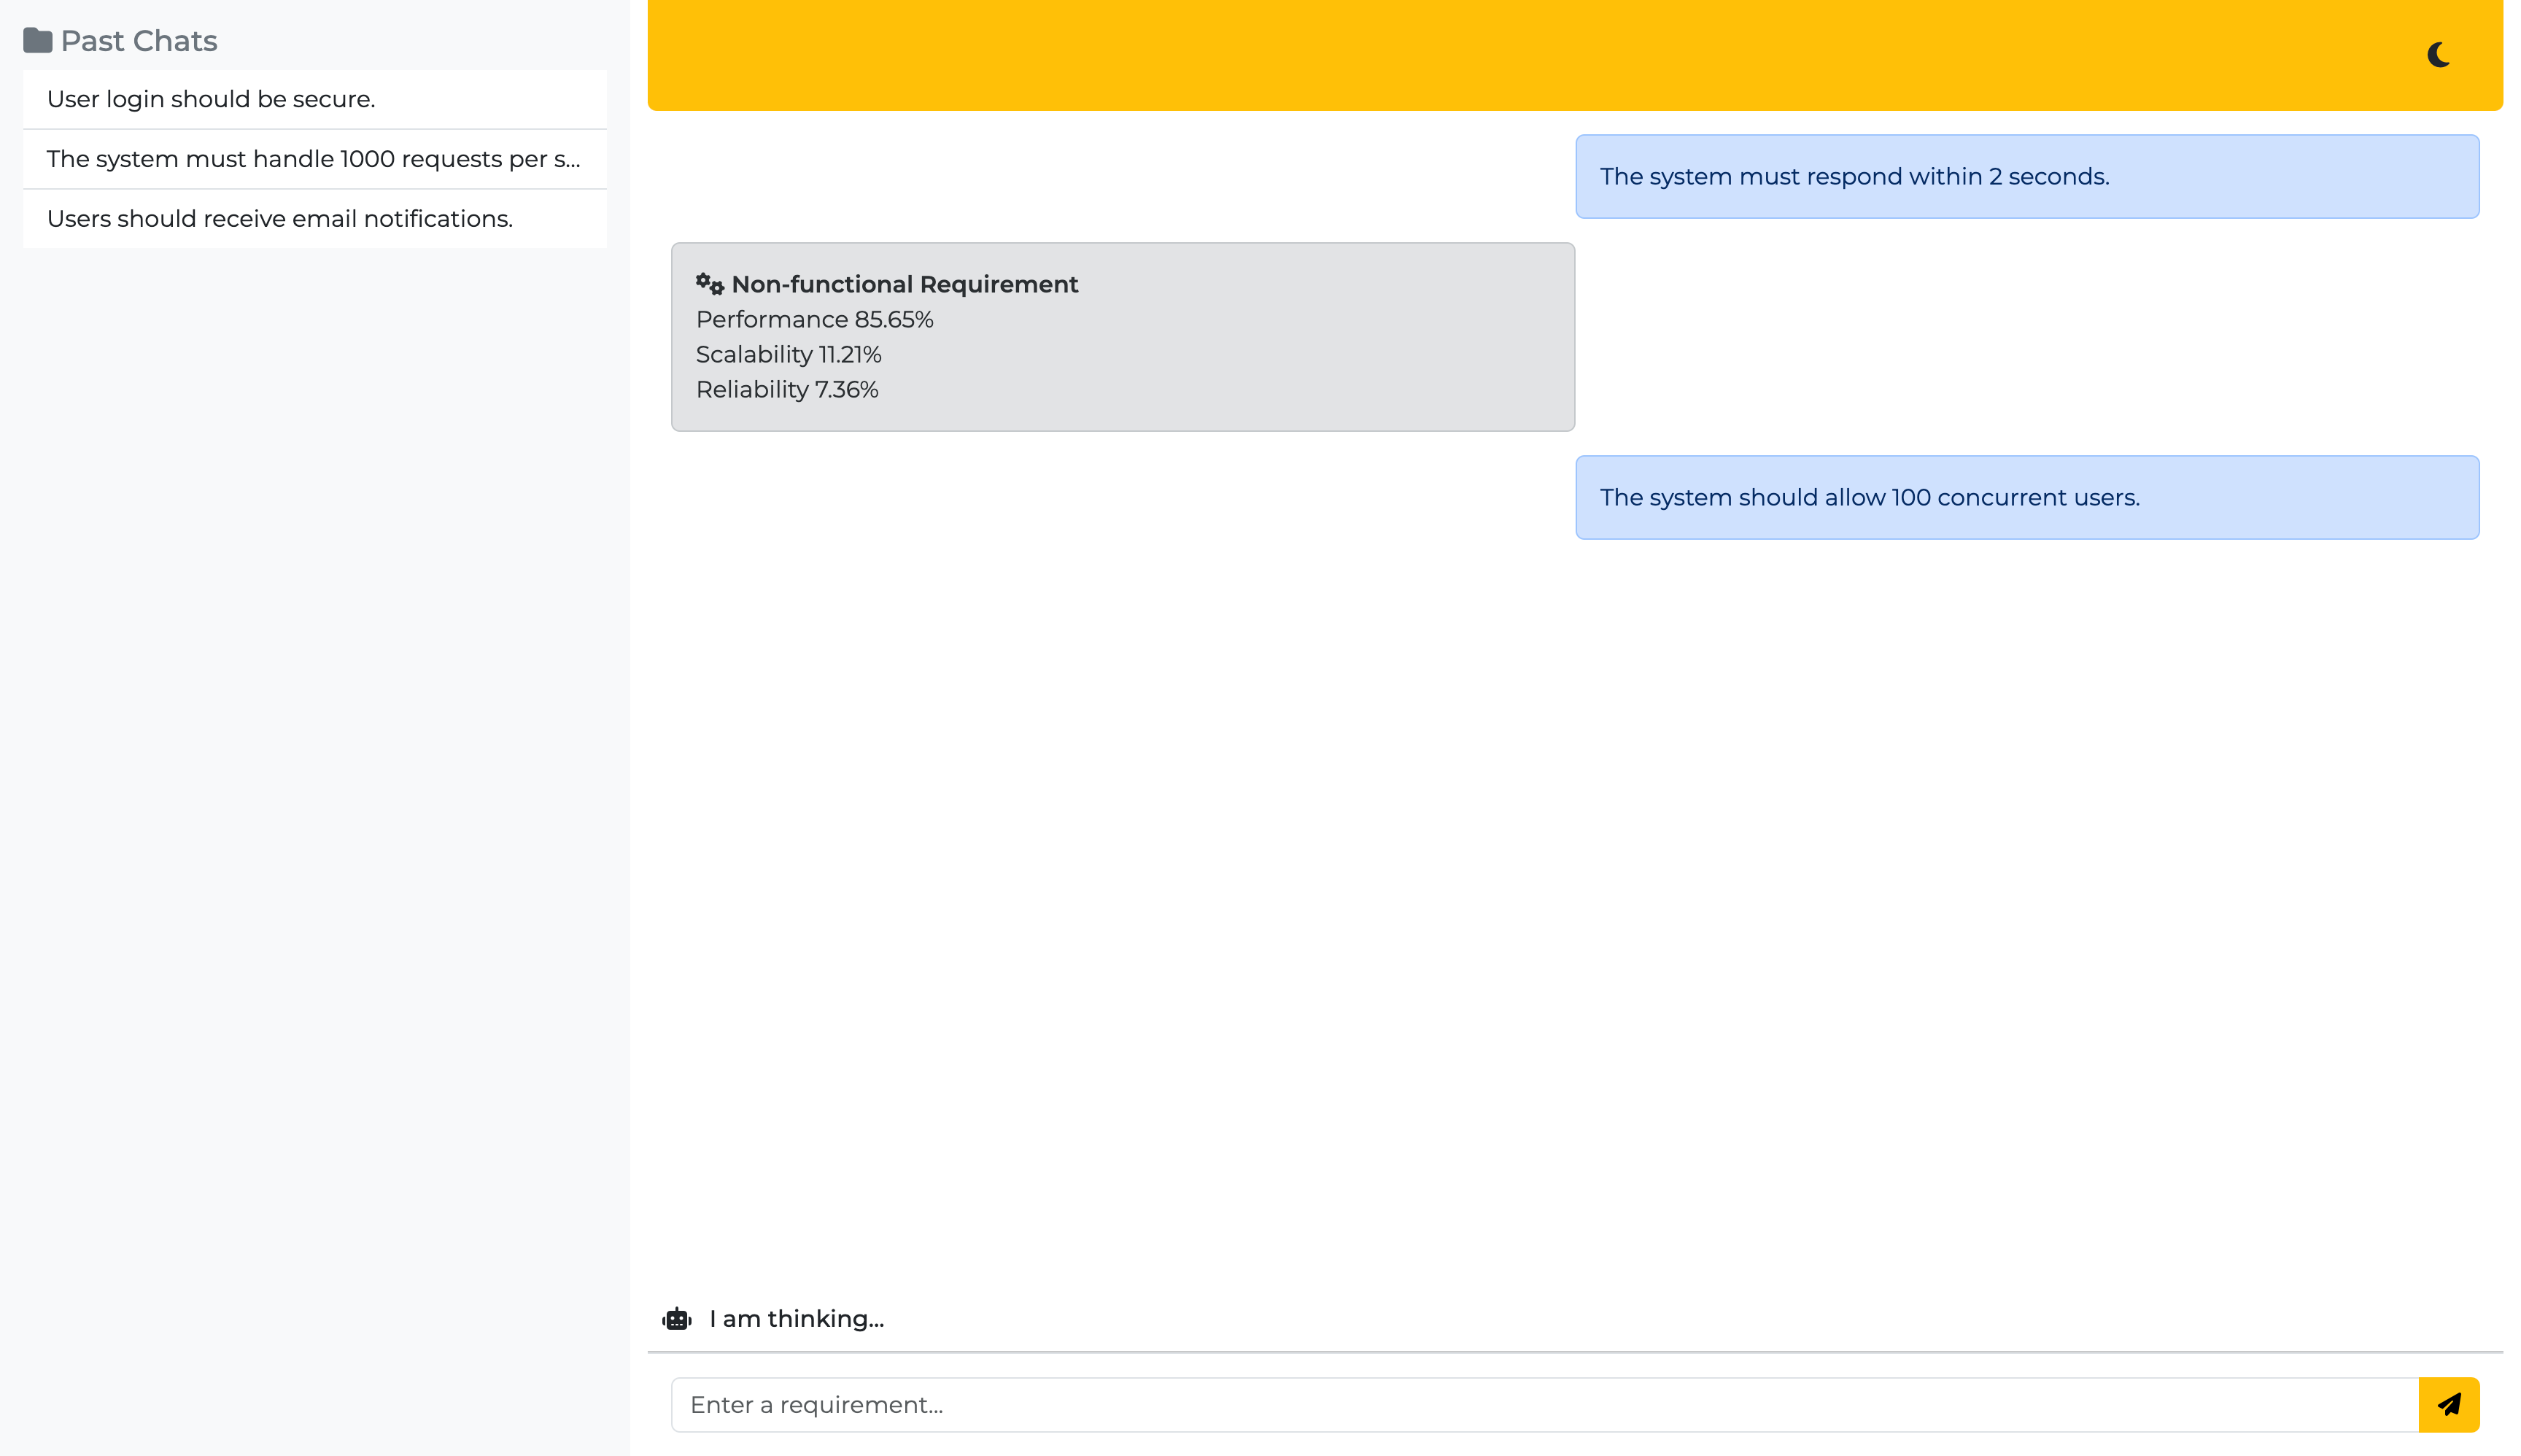 Past Chats
User login should be secure.
The system must handle 1000 requests per s...
Users should receive email notifications.
The system must respond within 2 seconds.
Non-functional Requirement
Performance 85.65%
Scalability 11.21%
Reliability 7.36%
The system should allow 100 concurrent users.
I am thinking...
Enter a requirement...